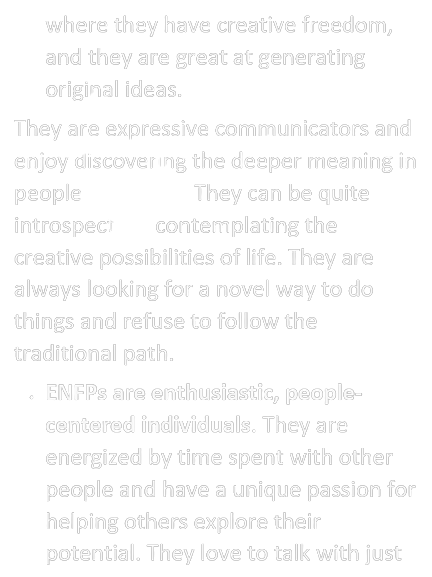 where they have creative freedom,
and they are great at generating
original ideas.
They are expressive communicators and
enjoy discovering the deeper meaning in
people They can be quite
contemplating the
creative possibilities of life. They are
always looking for a novel way to do
things and refuse to follow the
traditional path.
• ENFPs are enthusiastic, people-
centered individuals. They are
energized by time spent with other
people and have a unique passion for
helping others explore their
potential. They love to talk with just